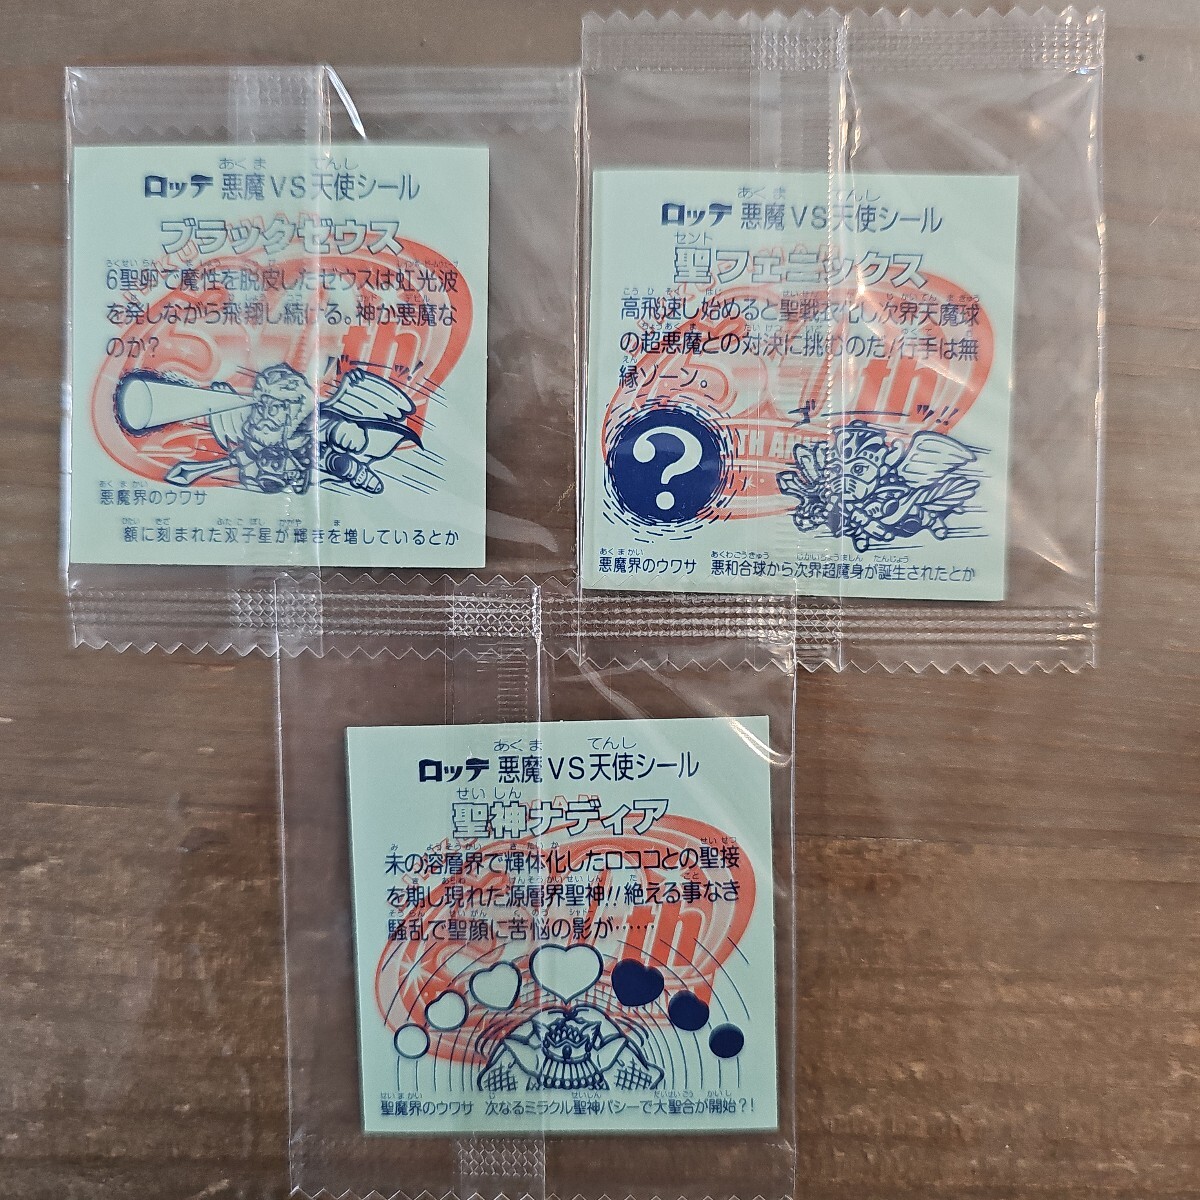 ロッテ 悪魔VS天使シール
ブラックゼウス
6聖卵で魔性を脱皮したゼウスは虹光波
を発しながら飛翔し続ける。神か悪魔な
のか?
バーッ!
悪魔界のウワサ
額に刻まれた双子星が輝きを増しているとか
ロッテ 悪魔VS天使シール
聖フェニックス
高飛速し始めると聖戦衣化し次界天魔球
の超悪魔との対決に挑むのだ!行手は無
縁ゾーン。
?
ブーッ!!
TH AN
悪魔界のウワサ 悪和合球から次界超魔身が誕生されたとか
ロッテ 悪魔VS天使シール
聖神ナディア
未の溶層界で輝体化したロココとの聖接
を期し現れた源層界聖神!!絶える事なき
騒乱で聖顔に苦悩の影が……
聖魔界のウワサ 次なるミラクル聖神パシーで大聖合が開始?!